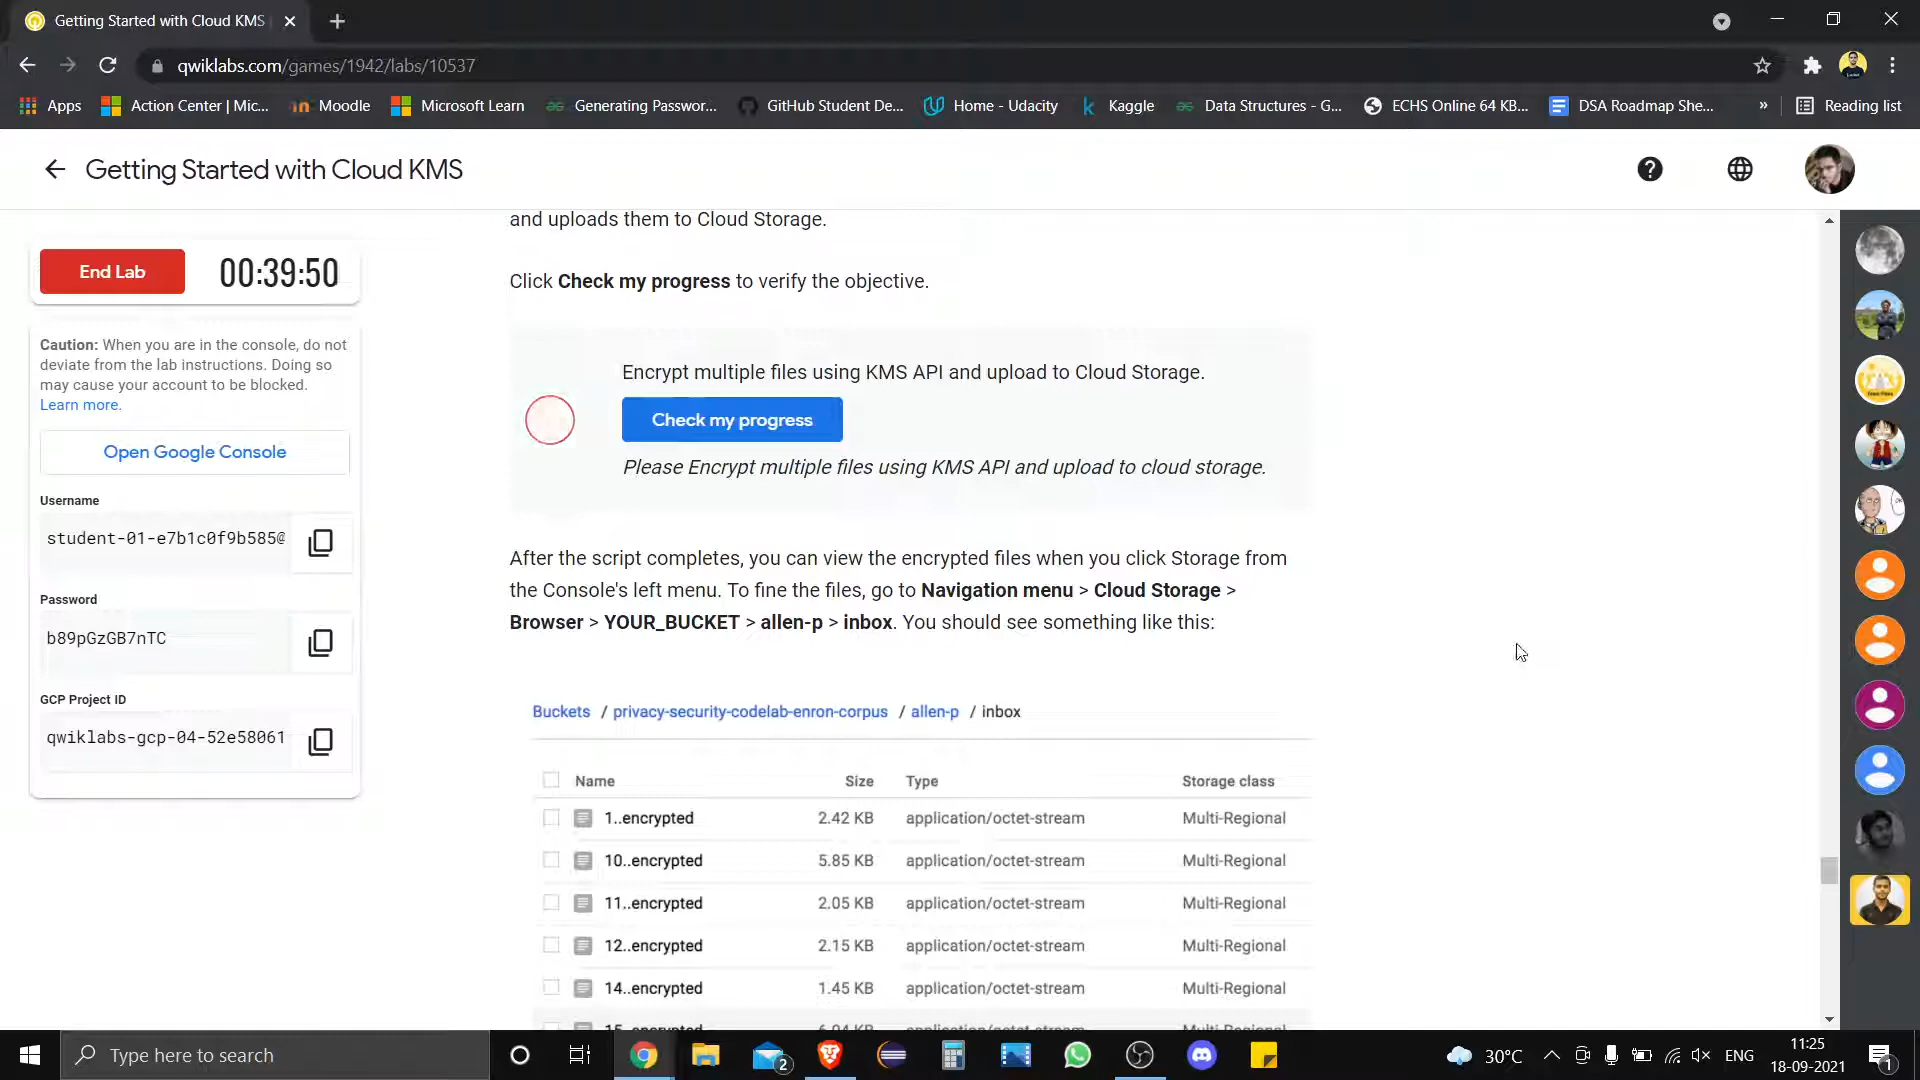 Getting Started with Cloud KMS
qwiklabs.com/games/1942/labs/10537
Apps
Action Center | Mic...
Moodle
Microsoft Learn
Generating Passwor...
GitHub Student De...
Home - Udacity
Kaggle
Data Structures - G...
ECHS Online 64 KB...
DSA Roadmap She...
»
Reading list
Getting Started with Cloud KMS
End Lab
00:39:50
Caution: When you are in the console, do not
deviate from the lab instructions. Doing so
may cause your account to be blocked.
Learn more.
Open Google Console
Username
student-01-e7b1c0f9b585@
Password
b89pGzGB7nTC
GCP Project ID
qwiklabs-gcp-04-52e58061
and uploads them to Cloud Storage.
Click Check my progress to verify the objective.
Encrypt multiple files using KMS API and upload to Cloud Storage.
Check my progress
Please Encrypt multiple files using KMS API and upload to cloud storage.
After the script completes, you can view the encrypted files when you click Storage from
the Console's left menu. To fine the files, go to Navigation menu > Cloud Storage >
Browser > YOUR_BUCKET > allen-p > inbox. You should see something like this:
Buckets / privacy-security-codelab-enron-corpus / allen-p / inbox
Name Size Type Storage class
1..encrypted 2.42 KB application/octet-stream Multi-Regional
10..encrypted 5.85 KB application/octet-stream Multi-Regional
11..encrypted 2.05 KB application/octet-stream Multi-Regional
12..encrypted 2.15 KB application/octet-stream Multi-Regional
14..encrypted 1.45 KB application/octet-stream Multi-Regional
15..encrypted 6.04 KB application/octet-stream Multi-Regional
Type here to search
2
30°C
ENG
11:25
18-09-2021
1